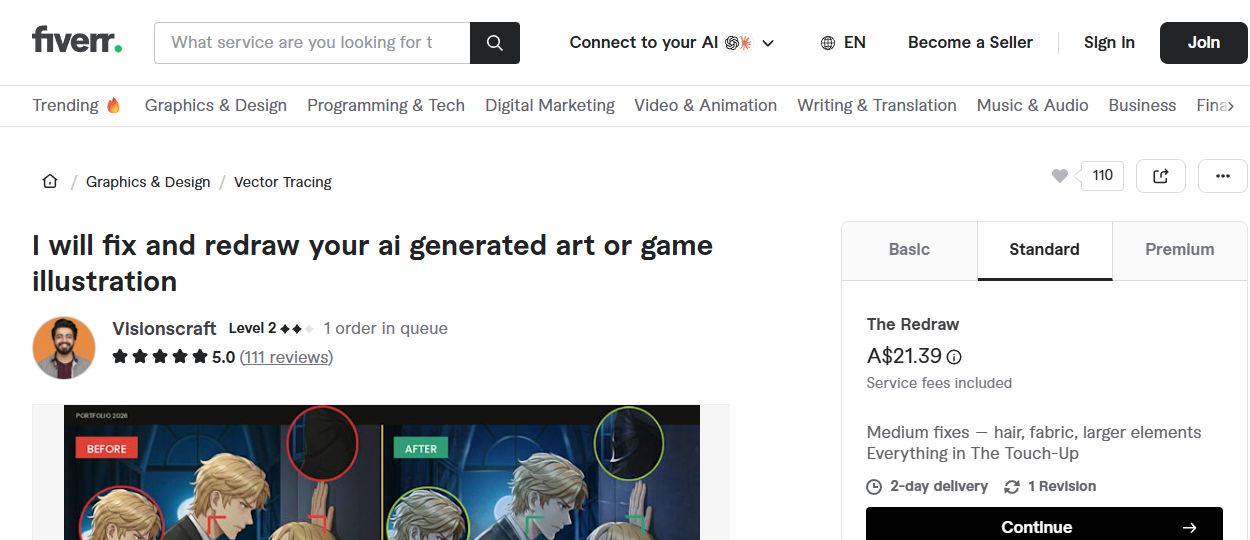 fiverr.
What service are you looking for t
Connect to your AI
EN
Become a Seller
Sign in
Join
Trending
Graphics & Design
Programming & Tech
Digital Marketing
Video & Animation
Writing & Translation
Music & Audio
Business
Fina
Graphics & Design / Vector Tracing
110
I will fix and redraw your ai generated art or game
illustration
Visionscraft Level 2 1 order in queue
5.0 (111 reviews)
PORTFOLIO 2026
BEFORE
AFTER
Basic
Standard
Premium
The Redraw
A$21.39
Service fees included
Medium fixes — hair, fabric, larger elements
Everything in The Touch-Up
2-day delivery 1 Revision
Continue